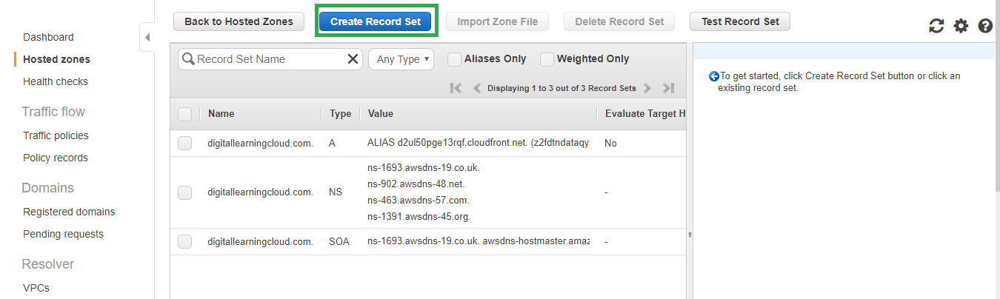 Back to Hosted Zones
Create Record Set
Import Zone File
Delete Record Set
Test Record Set
Dashboard
Hosted zones
Health checks
Traffic flow
Traffic policies
Policy records
Domains
Registered domains
Pending requests
Resolver
VPCs
Record Set Name
Any Type
Aliases Only
Weighted Only
Displaying 1 to 3 out of 3 Record Sets
Name Type Value Evaluate Target H
digitallearningcloud.com. A ALIAS d2ul50pge13rqf.cloudfront.net. (z2fdtndataqy No
digitallearningcloud.com. NS
ns-1693.awsdns-19.co.uk.
ns-902.awsdns-48.net.
ns-463.awsdns-57.com.
ns-1391.awsdns-45.org.
-
digitallearningcloud.com. SOA ns-1693.awsdns-19.co.uk. awsdns-hostmaster.amaz -
To get started, click Create Record Set button or click an
existing record set.